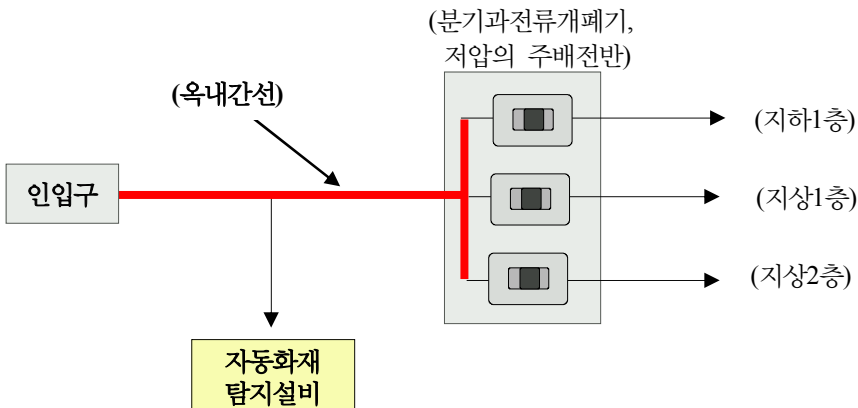 (분기과전류개폐기,
저압의 주배전반)
(옥내간선)
(지하1층)
인입구
(지상1층)
(지상2층)
자동화재
탐지설비